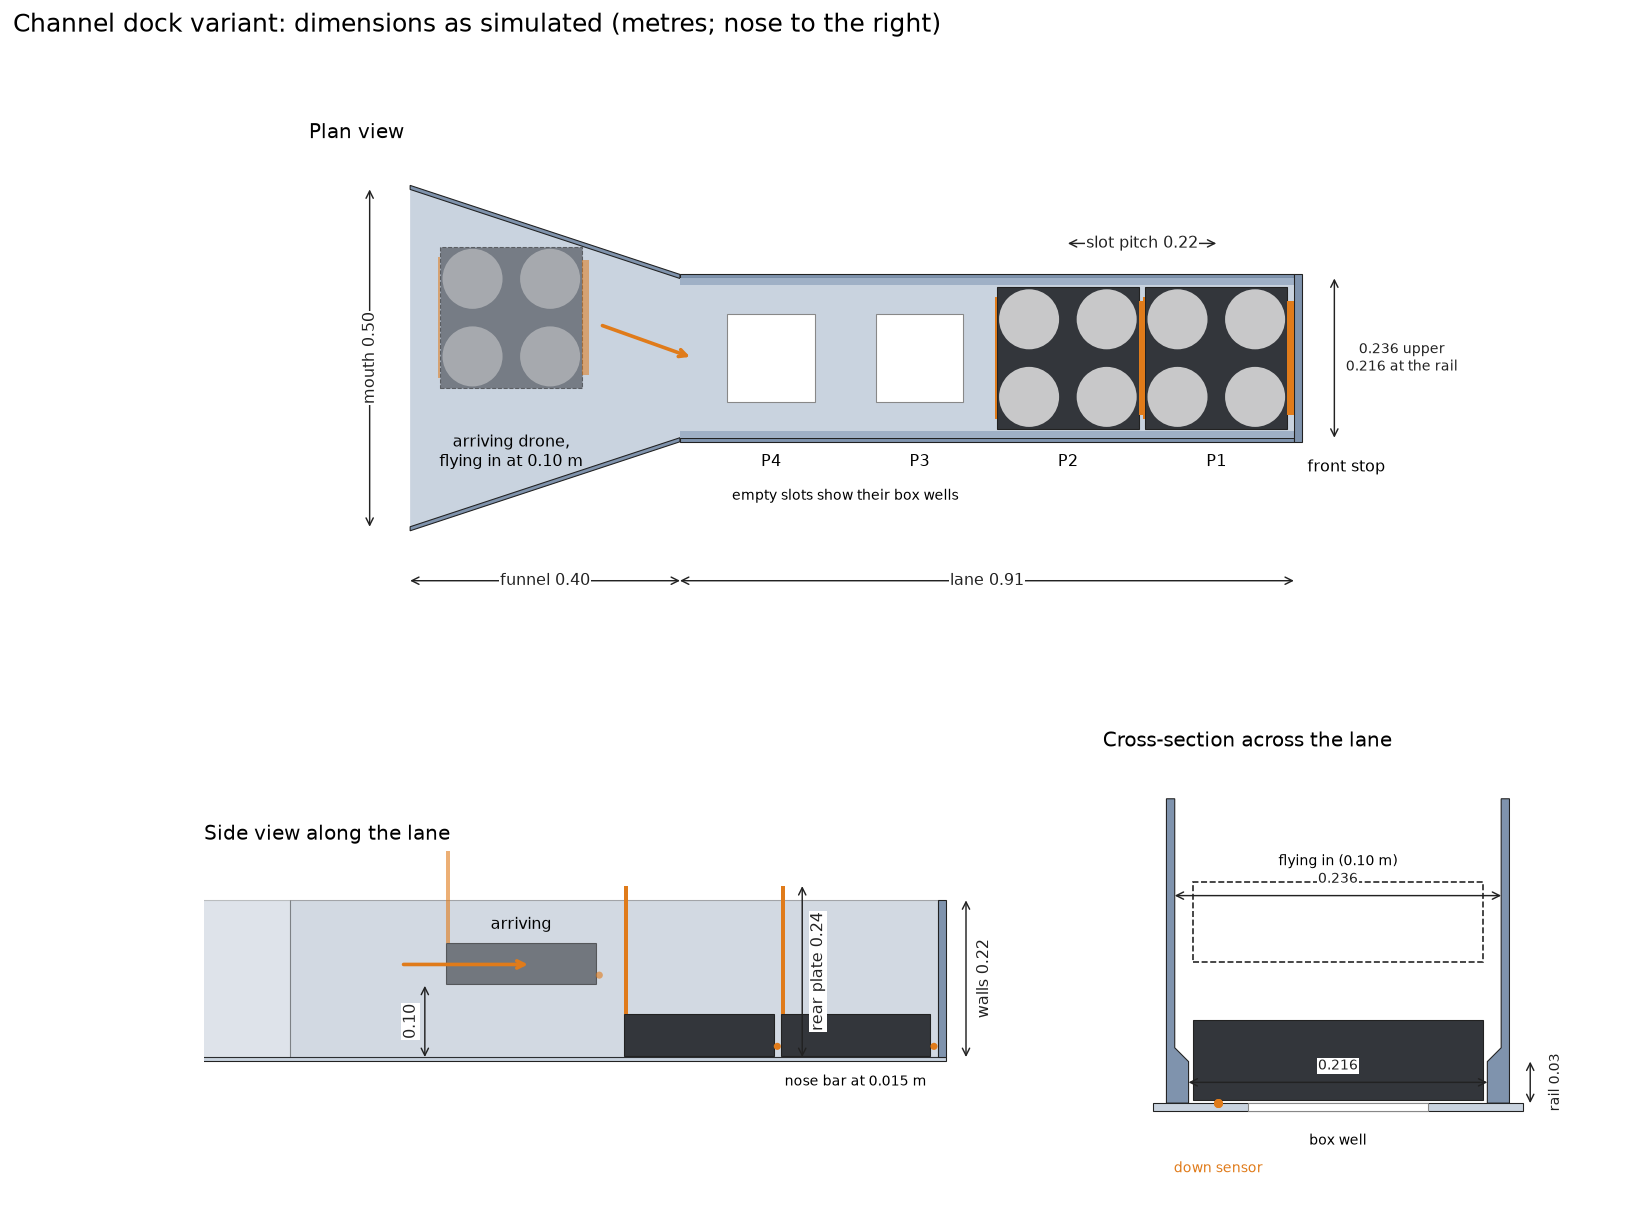 Channel dock variant: dimensions as simulated (metres; nose to the right)
Plan view
slot pitch 0.22
mouth 0.50
0.236 upper
0.216 at the rail
arriving drone,
flying in at 0.10 m
P4
P3
P2
P1
front stop
empty slots show their box wells
funnel 0.40
lane 0.91
Side view along the lane
arriving
0.10
rear plate 0.24
walls 0.22
nose bar at 0.015 m
Cross-section across the lane
flying in (0.10 m)
0.236
0.216
rail 0.03
box well
down sensor